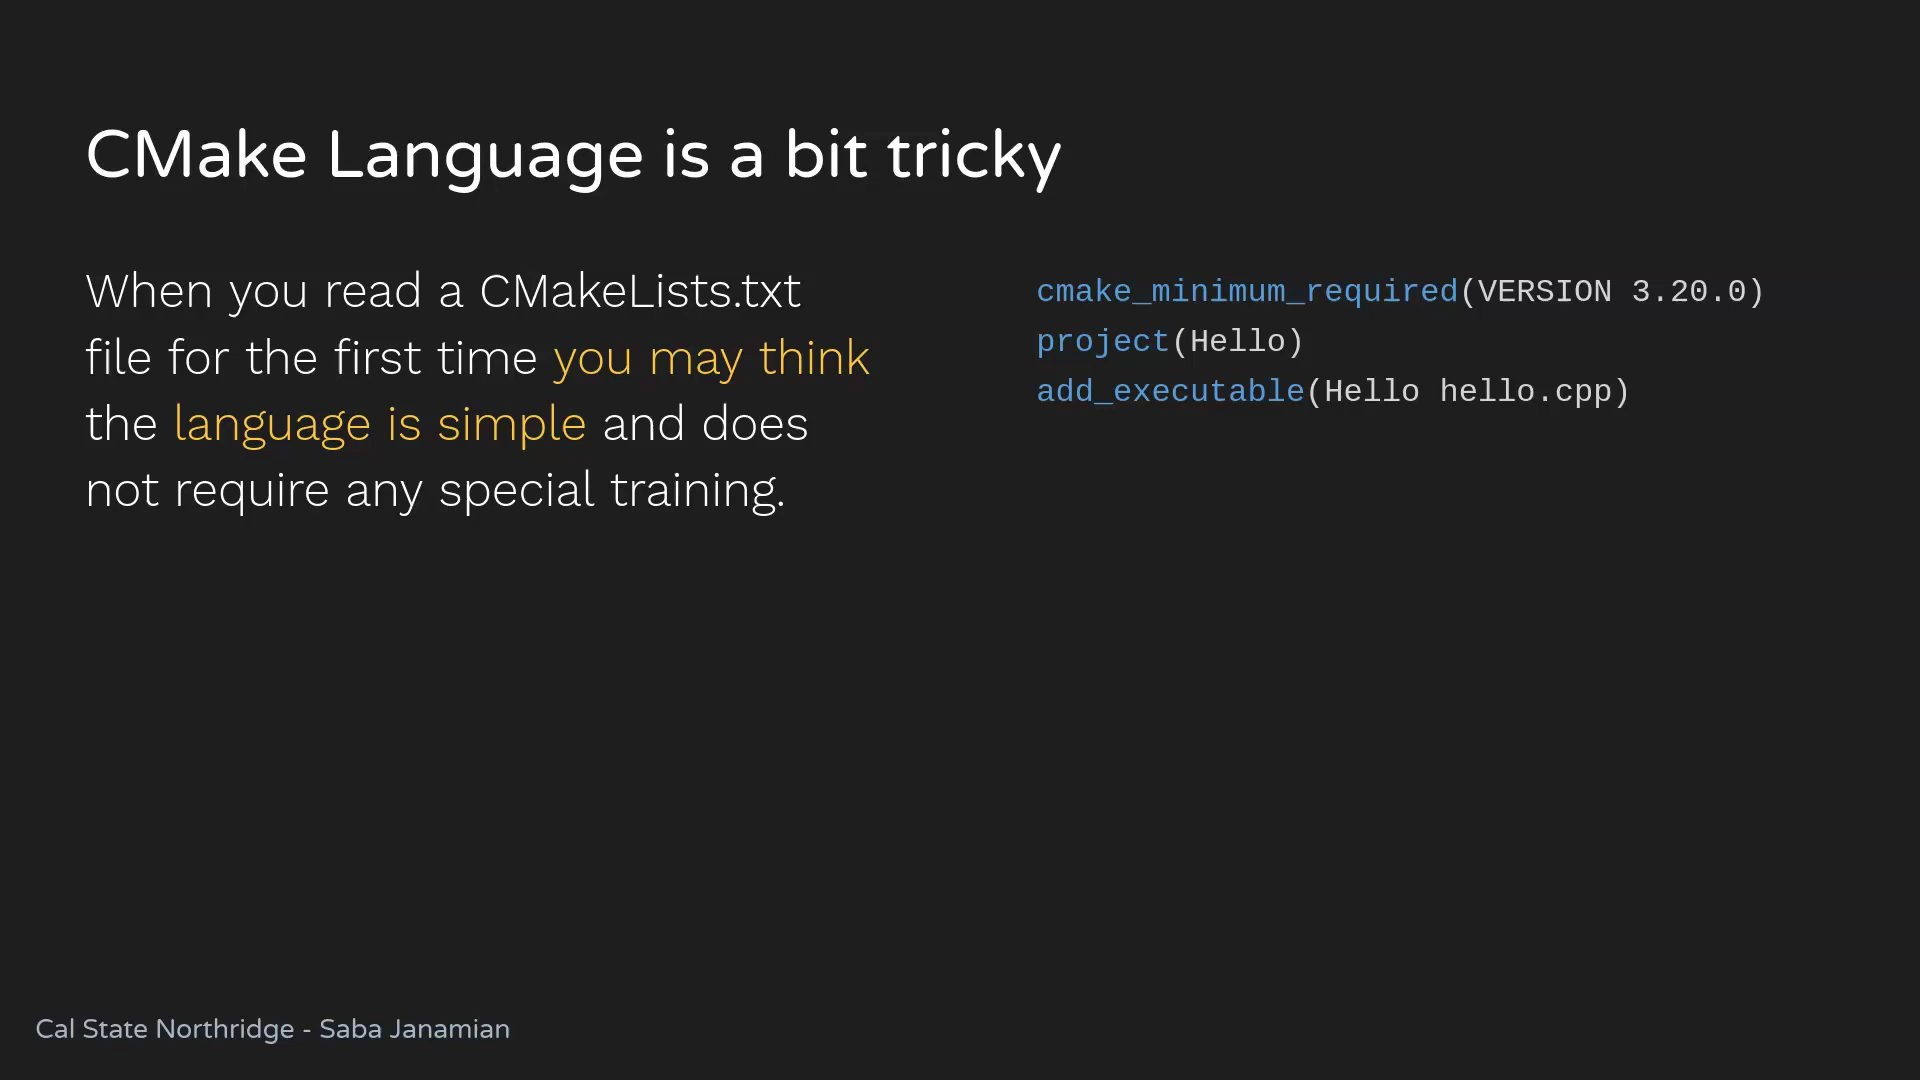 CMake Language is a bit tricky
When you read a CMakeLists.txt
file for the first time you may think
the language is simple and does
not require any special training.
cmake_minimum_required(VERSION 3.20.0)
project(Hello)
add_executable(Hello hello.cpp)
Cal State Northridge - Saba Janamian